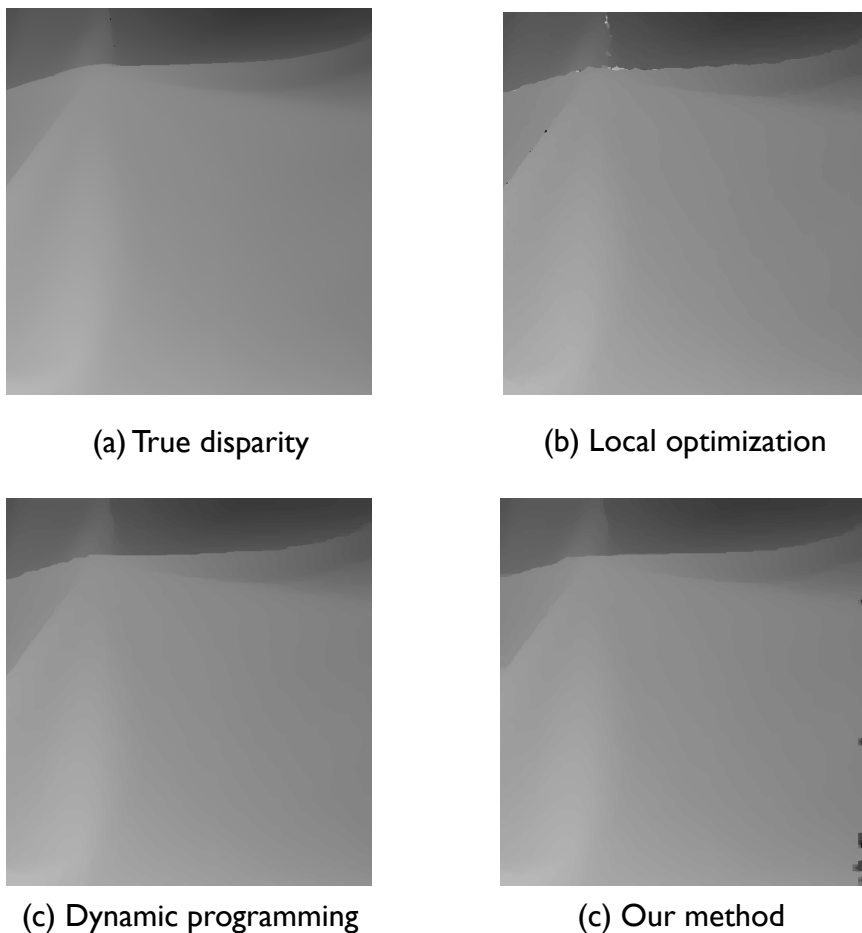 (a) True disparity
(b) Local optimization
(c) Dynamic programming
(c) Our method